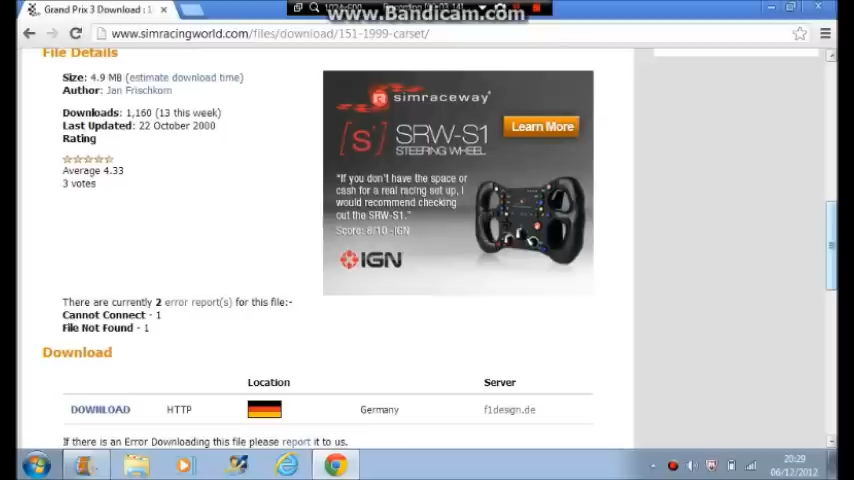 Grand Prix 3 Download : 1
www.Bandicam.com
www.simracingworld.com/files/download/151-1999-carset/
File Details
Size: 4.9 MB (estimate download time)
Author: Jan Frischkorn
Downloads: 1,160 (13 this week)
Last Updated: 22 October 2000
Rating
Average 4.33
3 votes
simraceway
[s] SRW-S1
STEERING WHEEL
Learn More
"If you don't have the space or
cash for a real racing set up, I
would recommend checking
out the SRW-S1."
Score: 8/10 -IGN
IGN
There are currently 2 error report(s) for this file:-
Cannot Connect - 1
File Not Found - 1
Download
Location Server
DOWNLOAD HTTP Germany f1design.de
If there is an Error Downloading this file please report it to us.
20:29
06/12/2012